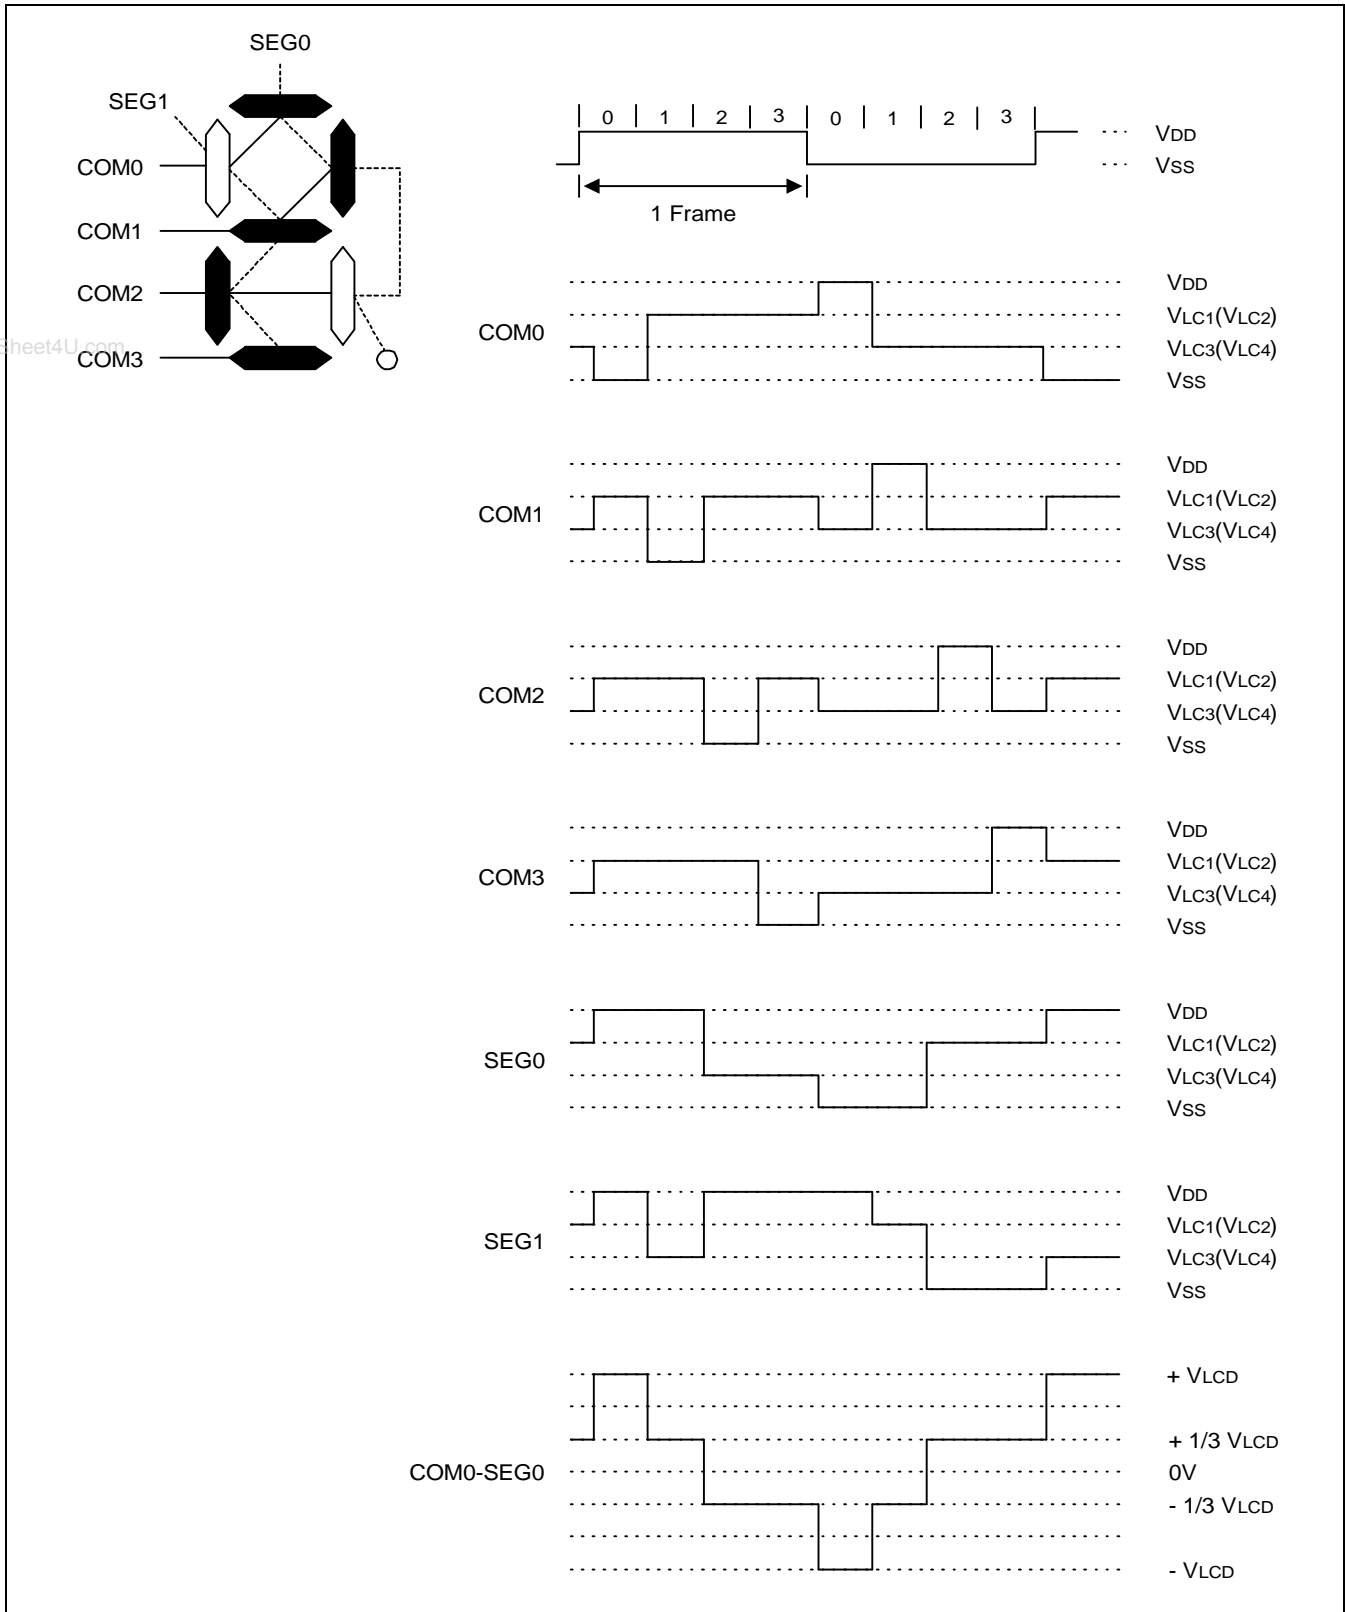 SEG0
SEG1
COM0
COM1
COM2
COM3
heet4U.com
0 1 2 3 0 1 2 3
VDD
VSS
1 Frame
COM0
VDD
VLC1(VLC2)
VLC3(VLC4)
VSS
COM1
VDD
VLC1(VLC2)
VLC3(VLC4)
VSS
COM2
VDD
VLC1(VLC2)
VLC3(VLC4)
VSS
COM3
VDD
VLC1(VLC2)
VLC3(VLC4)
VSS
SEG0
VDD
VLC1(VLC2)
VLC3(VLC4)
VSS
SEG1
VDD
VLC1(VLC2)
VLC3(VLC4)
VSS
COM0-SEG0
+ VLCD
+ 1/3 VLCD
0V
- 1/3 VLCD
- VLCD